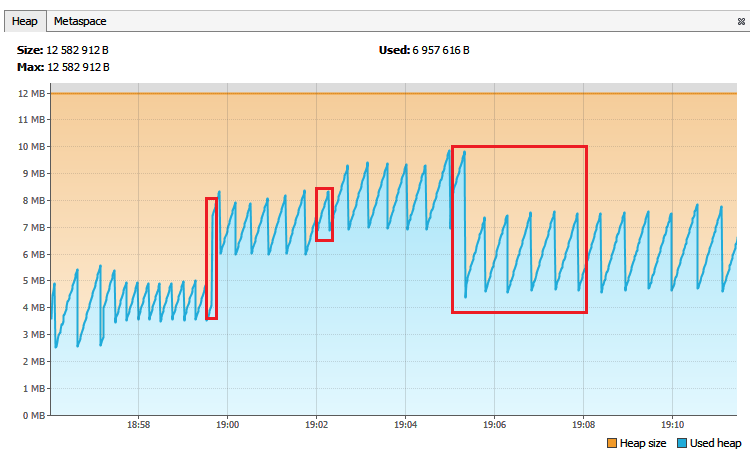 Heap Metaspace
Size: 12 582 912 B Used: 6 957 616 B
Max: 12 582 912 B
12 MB
11 MB
10 MB
9 MB
8 MB
7 MB
6 MB
5 MB
4 MB
3 MB
2 MB
1 MB
0 MB
18:58 19:00 19:02 19:04 19:06 19:08 19:10
Heap size Used heap